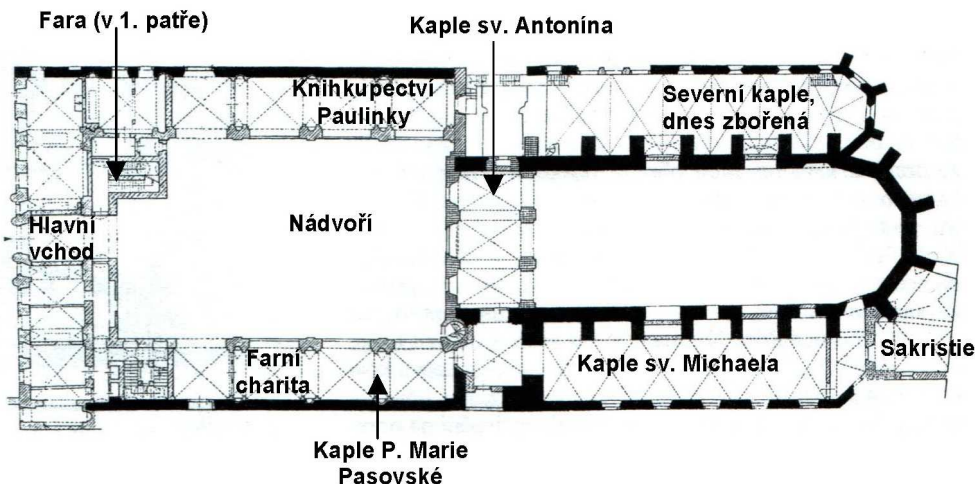 Fara (v 1. patře)
Kaple sv. Antonína
Knihkupectví
Paulinky
Severní kaple,
dnes zbořená
Hlavní
vchod
Nádvoří
Farní
charita
Kaple sv. Michaela
Sakristie
Kaple P. Marie
Pasovské